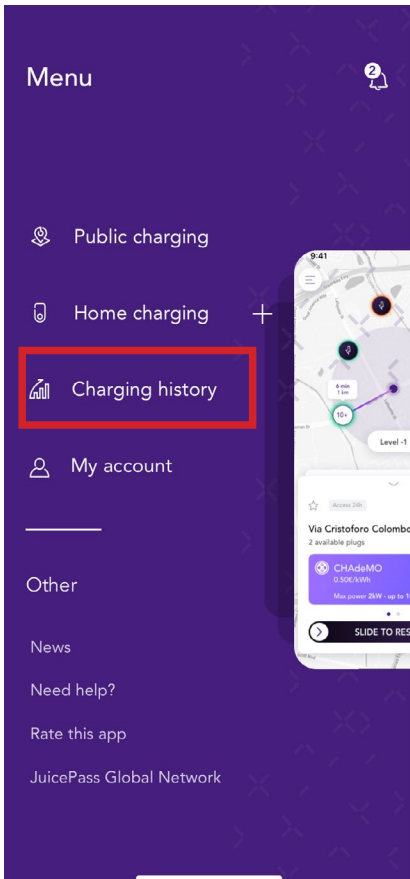 Menu
2
Public charging
Home charging
Charging history
My account
Other
News
Need help?
Rate this app
JuicePass Global Network
9:41
6 min
1 km
10+
Level -1
Access 24h
Via Cristoforo Colombo
2 available plugs
CHAdeMO
0.50€/kWh
Max power 2kW - up to 1
SLIDE TO RES